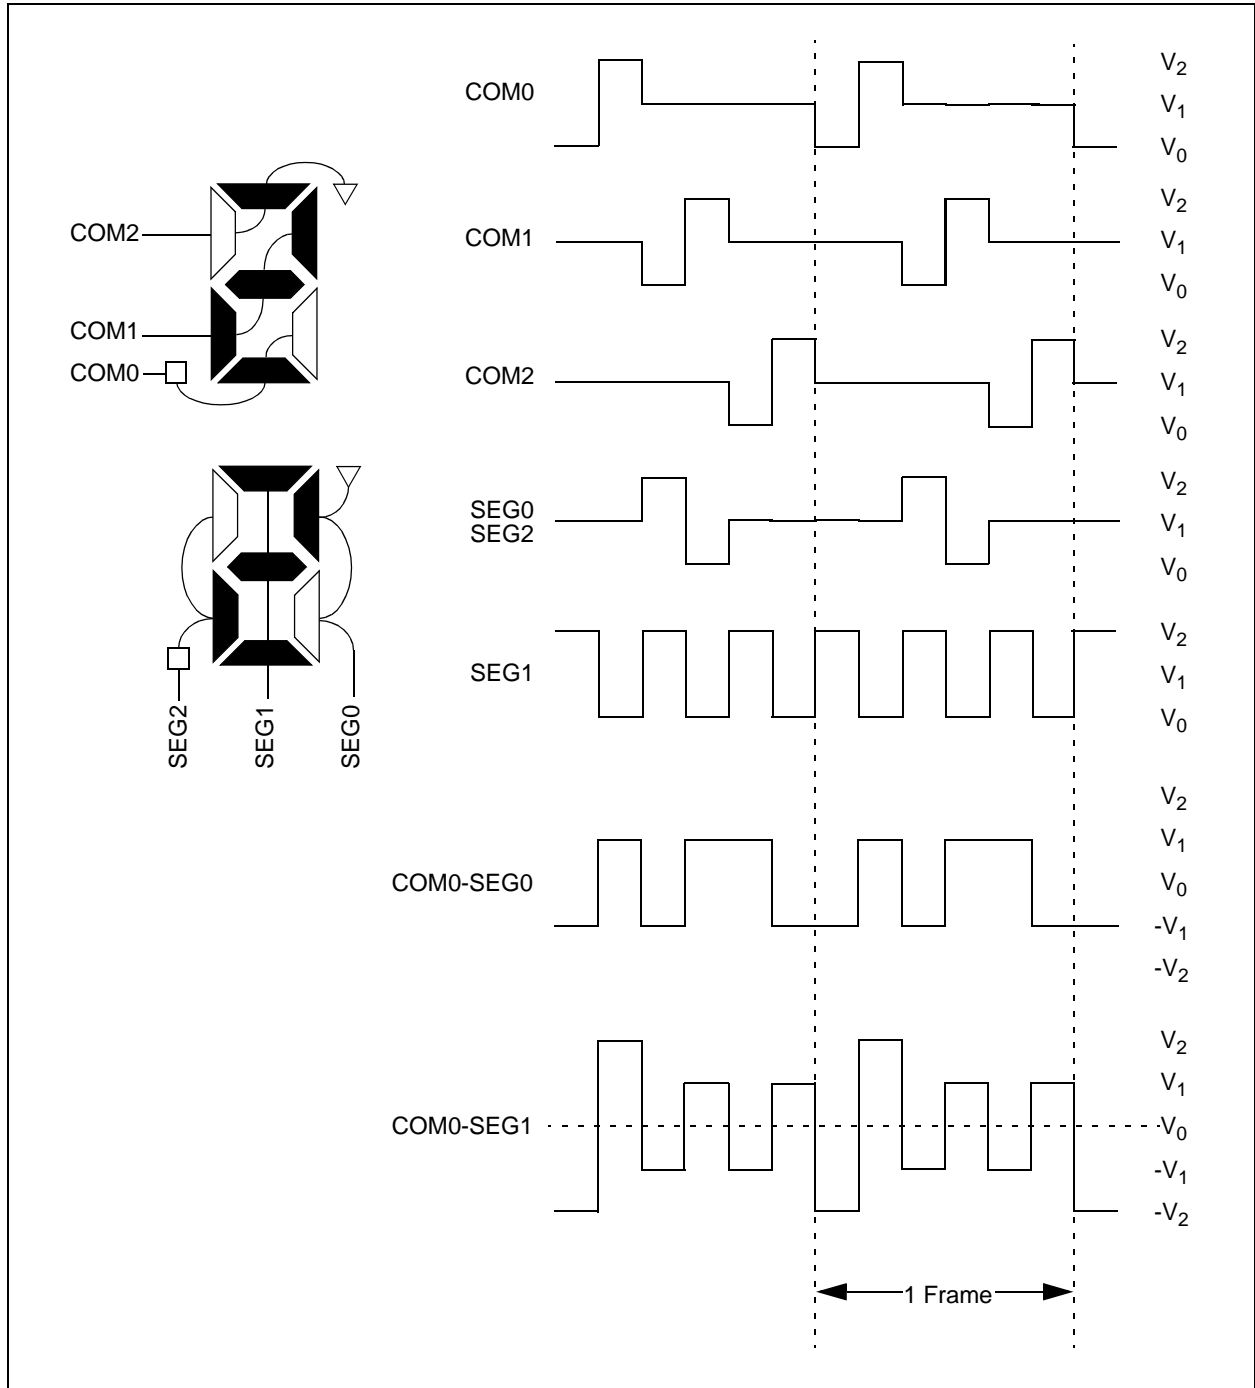 COM0
V2
V1
V0
COM2
COM1
COM0
COM1
V2
V1
V0
COM2
V2
V1
V0
SEG0
SEG2
V2
V1
V0
SEG2
SEG1
SEG0
SEG1
V2
V1
V0
COM0-SEG0
V2
V1
V0
-V1
-V2
COM0-SEG1
V2
V1
V0
-V1
-V2
1 Frame